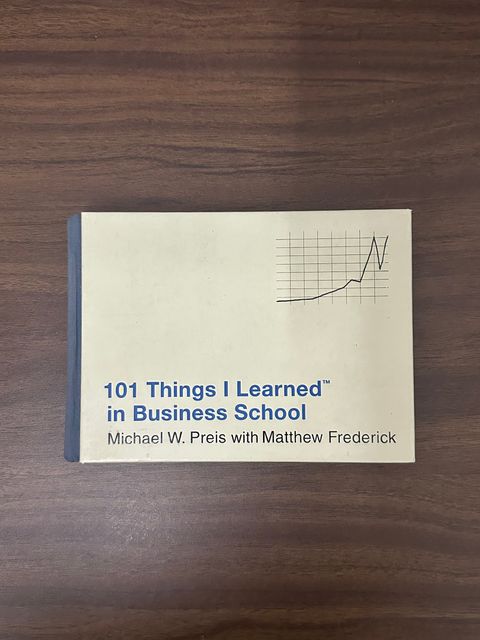 101 Things I Learned™
in Business School
Michael W. Preis with Matthew Frederick